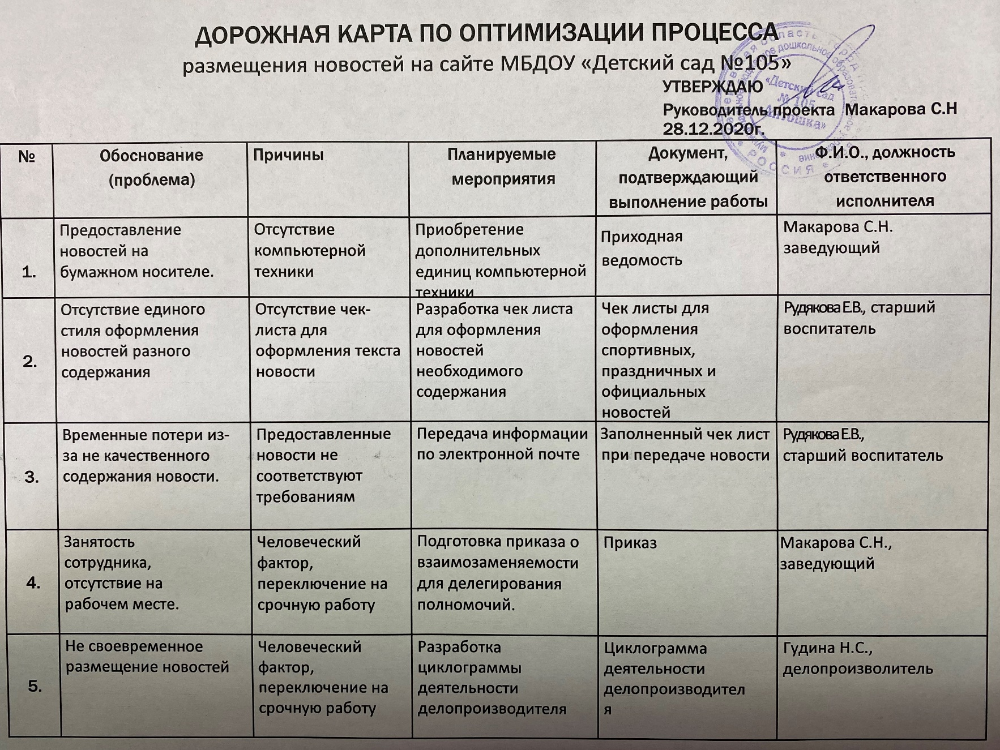 ДОРОЖНАЯ КАРТА ПО ОПТИМИЗАЦИИ ПРОЦЕССА
размещения новостей на сайте МБДОУ «Детский сад №105»
УТВЕРЖДАЮ
Руководитель проекта Макарова С.Н
28.12.2020г.
«Детский сад
№ 105
«Антошка»
РОССИЯ
№
Обоснование
(проблема)
Причины
Планируемые
мероприятия
Документ,
подтверждающий
выполнение работы
Ф.И.О., должность
ответственного
исполнителя
1.
Предоставление
новостей на
бумажном носителе.
Отсутствие
компьютерной
техники
Приобретение
дополнительных
единиц компьютерной
техники
Приходная
ведомость
Макарова С.Н.
заведующий
2.
Отсутствие единого
стиля оформления
новостей разного
содержания
Отсутствие чек-
листа для
оформления текста
новости
Разработка чек листа
для оформления
новостей
необходимого
содержания
Чек листы для
оформления
спортивных,
праздничных и
официальных
новостей
Рудякова Е.В., старший
воспитатель
3.
Временные потери из-
за не качественного
содержания новости.
Предоставленные
новости не
соответствуют
требованиям
Передача информации
по электронной почте
Заполненный чек лист
при передаче новости
Рудякова Е.В.,
старший воспитатель
4.
Занятость
сотрудника,
отсутствие на
рабочем месте.
Человеческий
фактор,
переключение на
срочную работу
Подготовка приказа о
взаимозаменяемости
для делегирования
полномочий.
Приказ
Макарова С.Н.,
заведующий
5.
Не своевременное
размещение новостей
Человеческий
фактор,
переключение на
срочную работу
Разработка
циклограммы
деятельности
делопроизводителя
Циклограмма
деятельности
делопроизводител
я
Гудина Н.С.,
делопроизволитель